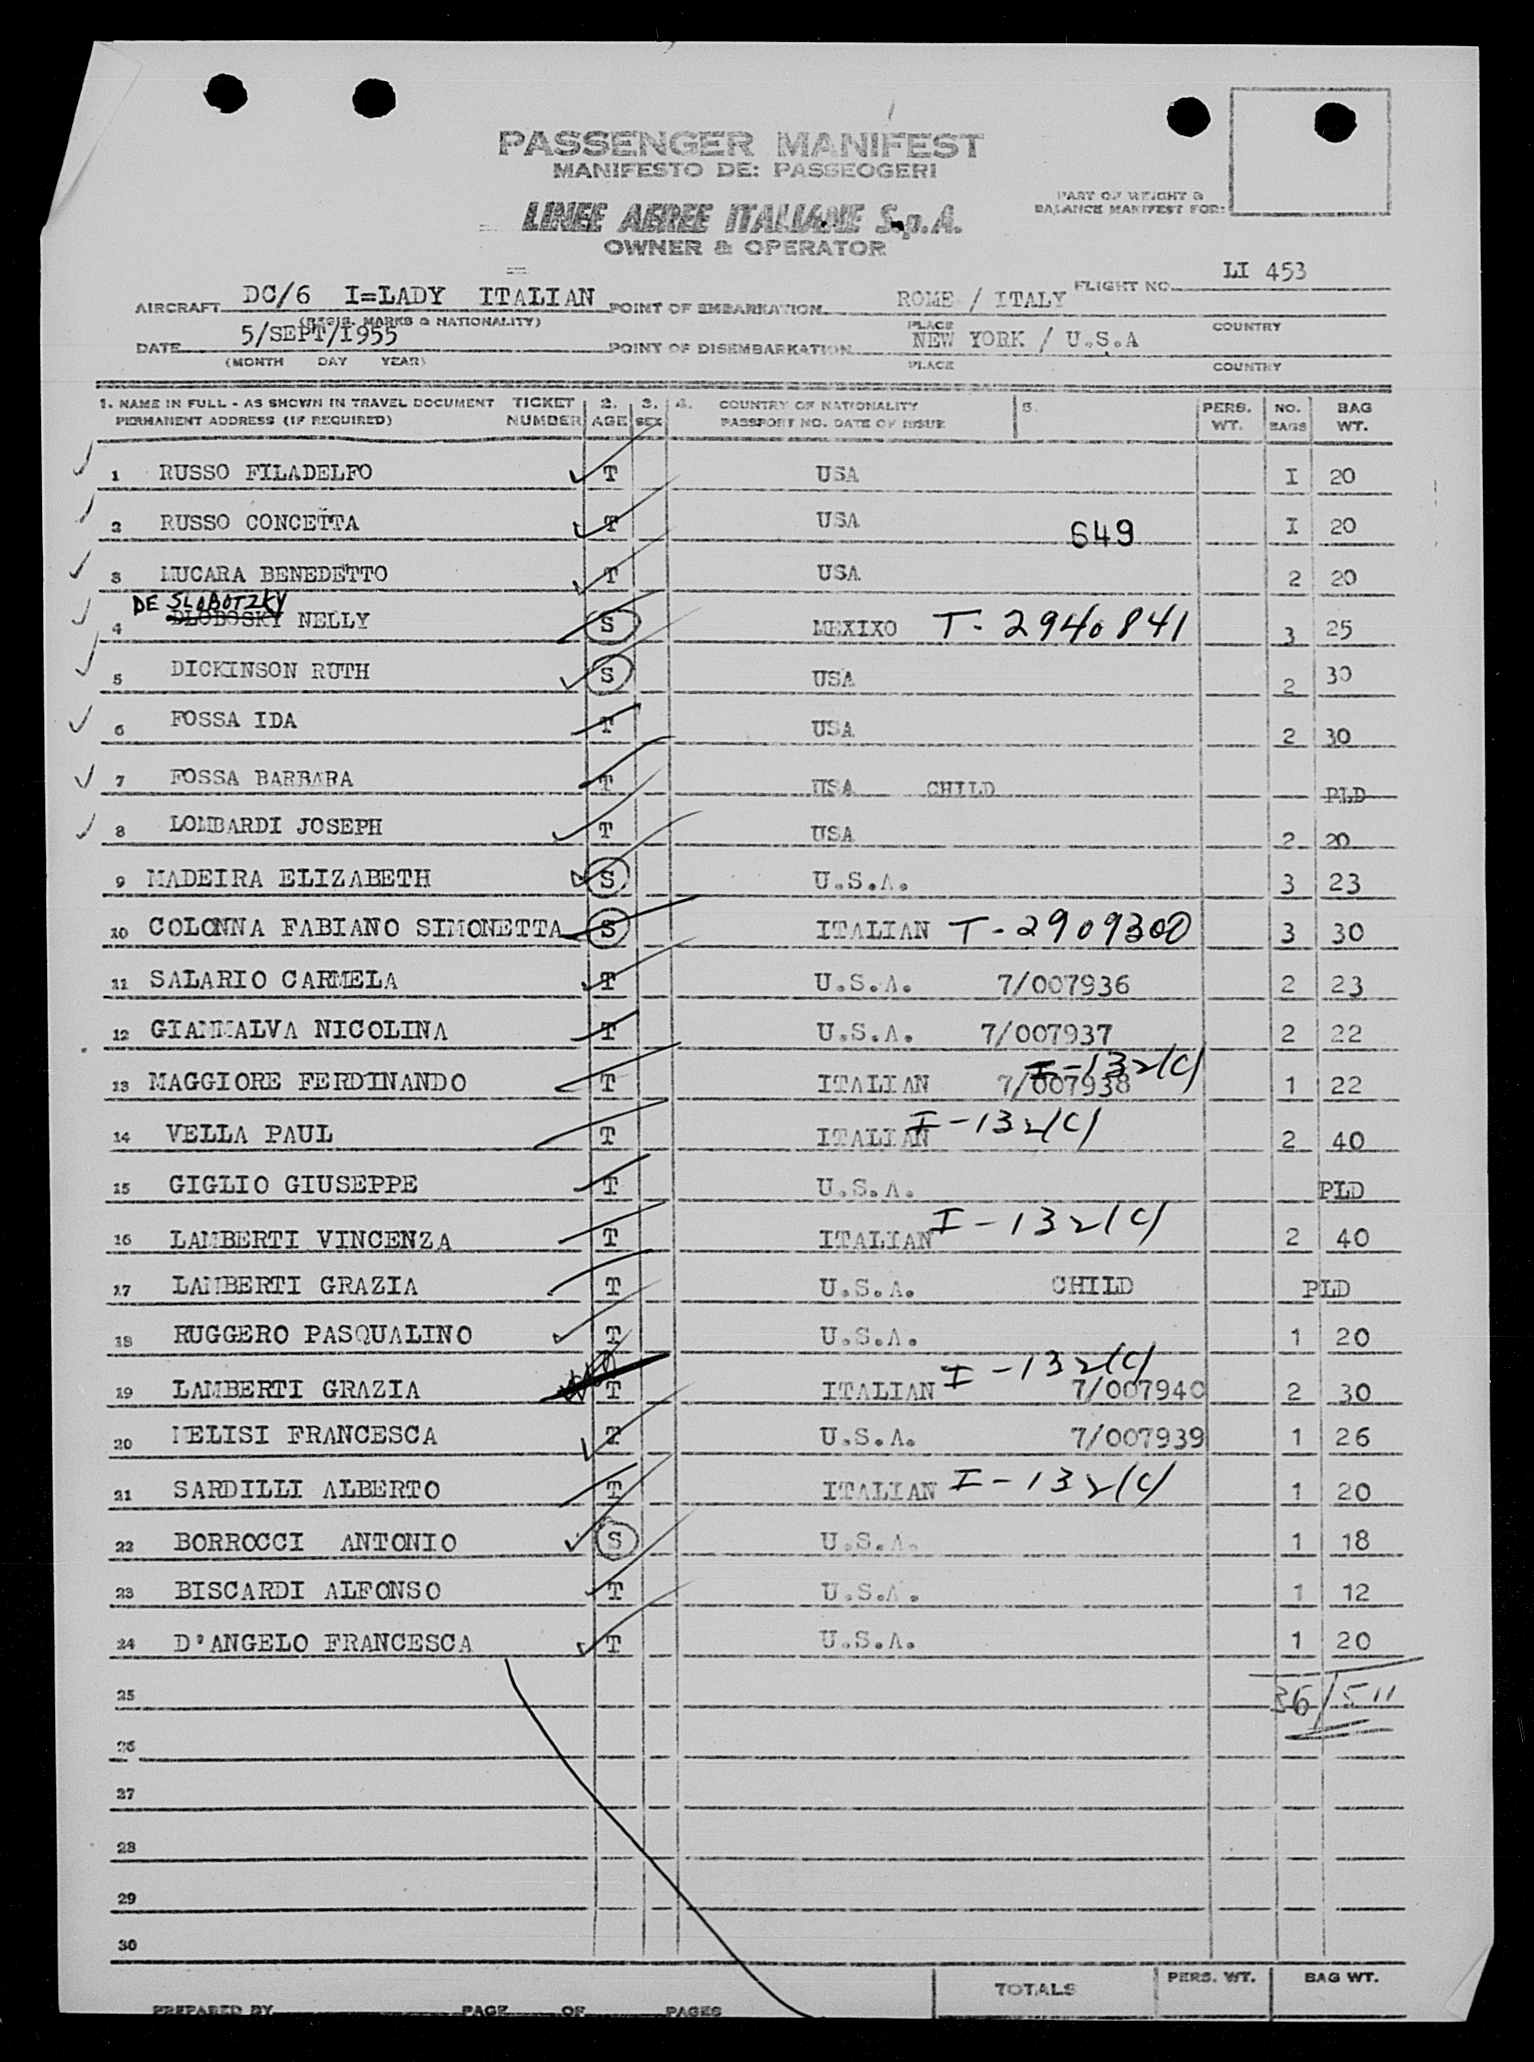 PASSENGER MANIFEST
MANIFESTO DE: PASSEOGERI
LINEE AEREE ITALIANE S.p.A.
OWNER & OPERATOR
PART OF WEIGHT &
BALANCE MANIFEST FOR:
FLIGHT NO. LI 453
AIRCRAFT DC/6 I=LADY ITALIAN POINT OF EMBARKATION ROME / ITALY
(REGIS. MARKS & NATIONALITY) PLACE COUNTRY
DATE 5/SEPT/I955 POINT OF DISEMBARKATION NEW YORK / U.S.A
(MONTH DAY YEAR) PLACE COUNTRY
1. NAME IN FULL - AS SHOWN IN TRAVEL DOCUMENT TICKET 2. 3. 4. COUNTRY OF NATIONALITY 5. PERS. NO. BAG
PERMANENT ADDRESS (IF REQUIRED) NUMBER AGE SEX PASSPORT NO. DATE OF ISSUE WT. BAGS WT.
1 RUSSO FILADELFO T USA I 20
2 RUSSO CONCETTA T USA 649 I 20
3 MUCARA BENEDETTO T USA 2 20
DE SLOBOTZKY
4 DLOBOSKY NELLY S MEXIXO T-2940841 3 25
5 DICKINSON RUTH S USA 2 30
6 FOSSA IDA T USA 2 30
7 FOSSA BARBARA T USA CHILD PLD
8 LOMBARDI JOSEPH T USA 2 20
9 MADEIRA ELIZABETH S U.S.A. 3 23
10 COLONNA FABIANO SIMONETTA S ITALIAN T-2909300 3 30
11 SALARIO CARMELA T U.S.A. 7/007936 2 23
12 GIAMMALVA NICOLINA T U.S.A. 7/007937 2 22
13 MAGGIORE FERDINANDO T ITALIAN 7/007938 I-132(C) 1 22
14 VELLA PAUL T ITALIAN I-132(C) 2 40
15 GIGLIO GIUSEPPE T U.S.A. PLD
16 LAMBERTI VINCENZA T ITALIAN I-132(C) 2 40
17 LAMBERTI GRAZIA T U.S.A. CHILD PLD
18 RUGGERO PASQUALINO T U.S.A. 1 20
19 LAMBERTI GRAZIA T ITALIAN I-132(C) 7/007940 2 30
20 MELISI FRANCESCA T U.S.A. 7/007939 1 26
21 SARDILLI ALBERTO T ITALIAN I-132(C) 1 20
22 BORROCCI ANTONIO S U.S.A. 1 18
23 BISCARDI ALFONSO T U.S.A. 1 12
24 D'ANGELO FRANCESCA T U.S.A. 1 20
25 36/511
26
27
28
29
30
TOTALS PERS. WT. BAG WT.
PREPARED BY PAGE OF PAGES